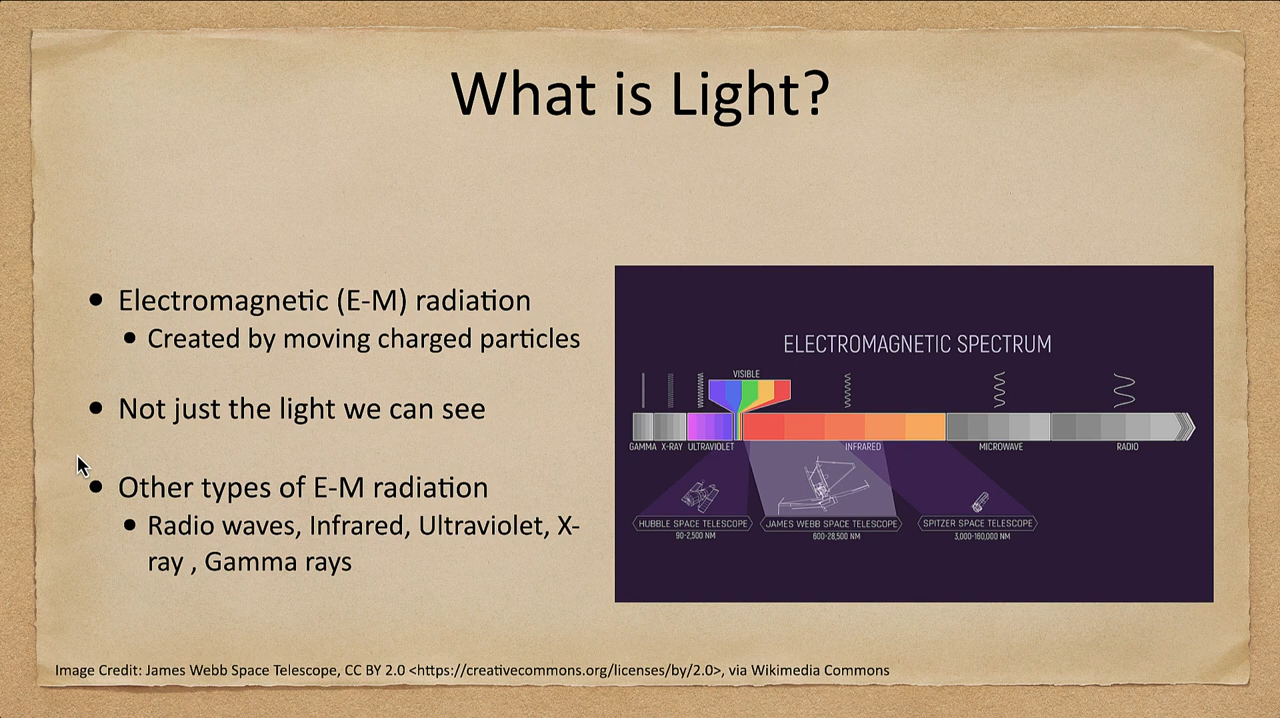 What is Light?
Electromagnetic (E-M) radiation
Created by moving charged particles
Not just the light we can see
Other types of E-M radiation
Radio waves, Infrared, Ultraviolet, X-
ray , Gamma rays
ELECTROMAGNETIC SPECTRUM
VISIBLE
GAMMA X-RAY ULTRAVIOLET INFRARED MICROWAVE RADIO
HUBBLE SPACE TELESCOPE JAMES WEBB SPACE TELESCOPE SPITZER SPACE TELESCOPE
90-2,500 NM 600-28,500 NM 3,000-160,000 NM
Image Credit: James Webb Space Telescope, CC BY 2.0 <https://creativecommons.org/licenses/by/2.0>, via Wikimedia Commons